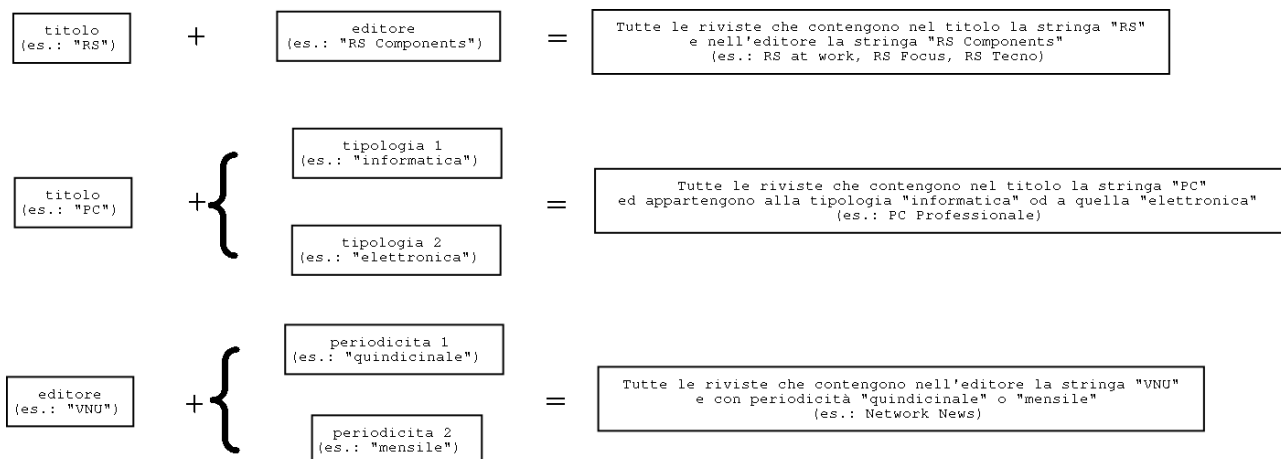 titolo
(es.: "RS")
+
editore
(es.: "RS Components")
=
Tutte le riviste che contengono nel titolo la stringa "RS"
e nell'editore la stringa "RS Components"
(es.: RS at work, RS Focus, RS Tecno)
titolo
(es.: "PC")
+
{
tipologia 1
(es.: "informatica")
tipologia 2
(es.: "elettronica")
=
Tutte le riviste che contengono nel titolo la stringa "PC"
ed appartengono alla tipologia "informatica" od a quella "elettronica"
(es.: PC Professionale)
editore
(es.: "VNU")
+
{
periodicita 1
(es.: "quindicinale")
periodicita 2
(es.: "mensile")
=
Tutte le riviste che contengono nell'editore la stringa "VNU"
e con periodicità "quindicinale" o "mensile"
(es.: Network News)